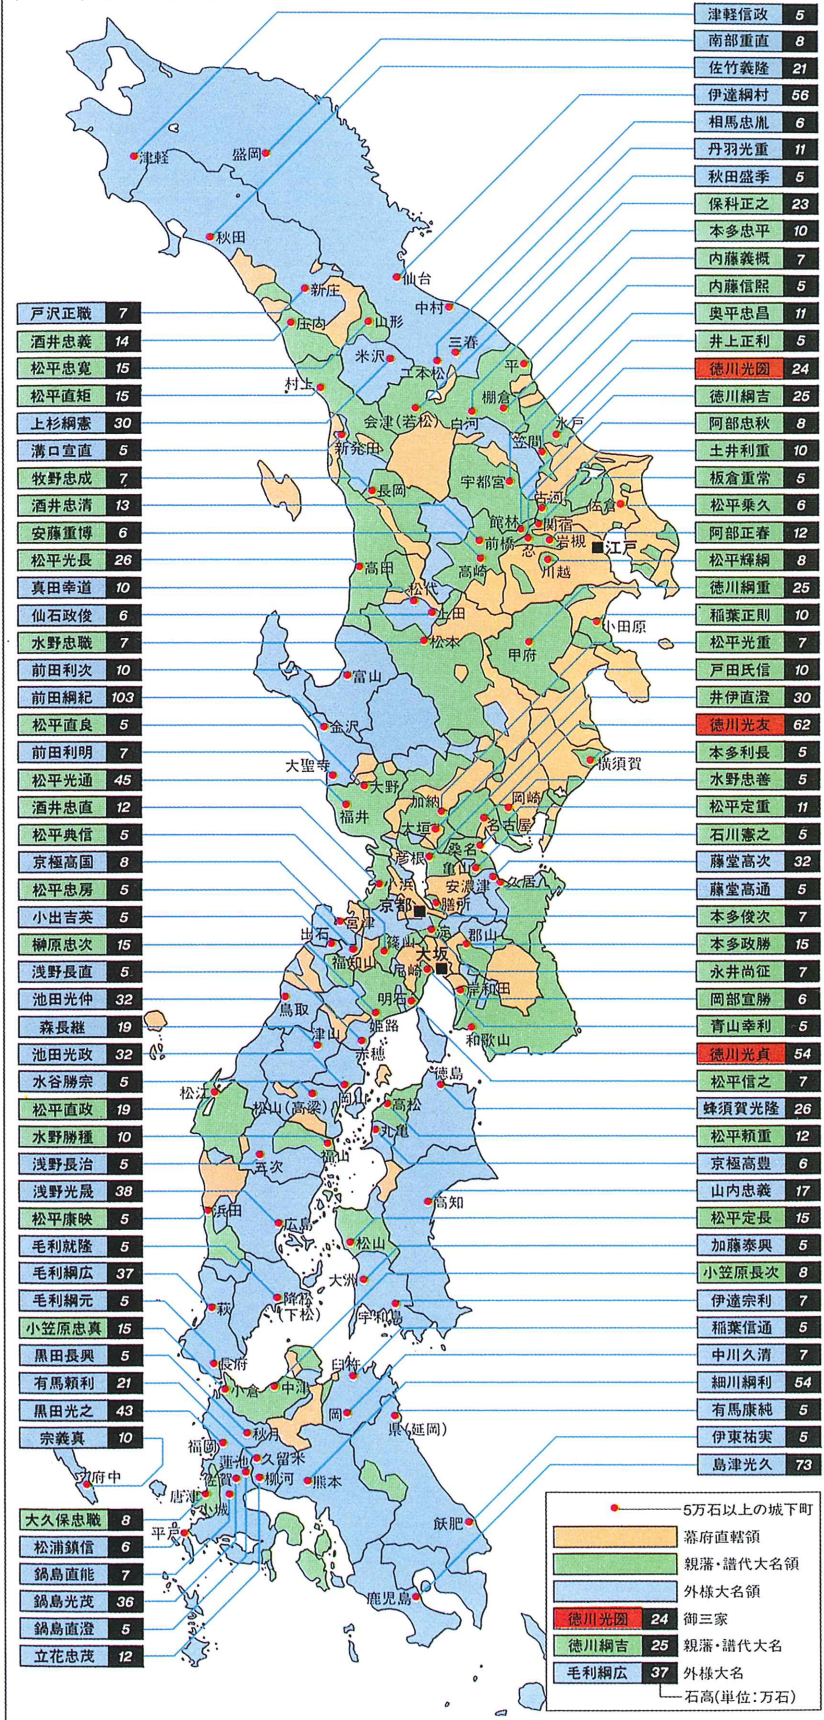 津軽信政 5
南部重直 8
佐竹義隆 21
伊達綱村 56
相馬忠胤 6
丹羽光重 11
秋田盛季 5
保科正之 23
本多忠平 10
内藤義概 7
内藤信熙 5
奥平忠昌 11
井上正利 5
徳川光圀 24
徳川綱吉 25
阿部忠秋 8
土井利重 10
板倉重常 5
松平乗久 6
阿部正春 12
松平輝綱 8
徳川綱重 25
稲葉正則 10
松平光重 7
戸田氏信 10
井伊直澄 30
徳川光友 62
本多利長 5
水野忠善 5
松平定重 11
石川憲之 5
藤堂高次 32
藤堂高通 5
本多俊次 7
本多政勝 15
永井尚征 7
岡部宣勝 6
青山幸利 5
徳川光貞 54
松平信之 7
蜂須賀光隆 26
松平頼重 12
京極高豊 6
山内忠義 17
松平定長 15
加藤泰興 5
小笠原長次 8
伊達宗利 7
稲葉信通 5
中川久清 7
細川綱利 54
有馬康純 5
伊東祐実 5
島津光久 73
戸沢正職 7
酒井忠義 14
松平忠寛 15
松平直矩 15
上杉綱憲 30
溝口宣直 5
牧野忠成 7
酒井忠清 13
安藤重博 6
松平光長 26
真田幸道 10
仙石政俊 6
水野忠職 7
前田利次 10
前田綱紀 103
松平直良 5
前田利明 7
松平光通 45
酒井忠直 12
松平典信 5
京極高国 8
松平忠房 5
小出吉英 5
榊原忠次 15
浅野長直 5
池田光仲 32
森長継 19
池田光政 32
水谷勝宗 5
松平直政 19
水野勝種 10
浅野長治 5
浅野光晟 38
松平康映 5
毛利就隆 5
毛利綱広 37
毛利綱元 5
小笠原忠真 15
黒田長興 5
有馬頼利 21
黒田光之 43
宗義真 10
大久保忠職 8
松浦鎮信 6
鍋島直能 7
鍋島光茂 36
鍋島直澄 5
立花忠茂 12
津軽
盛岡
秋田
仙台
新庄
中村
庄内
山形
三春
米沢
二本松
平
村上
棚倉
会津(若松)
白河
水戸
新発田
笠間
宇都宮
長岡
古河
佐倉
館林
関宿
前橋
忍
岩槻
江戸
高田
高崎
川越
松代
上田
小田原
松本
甲府
富山
金沢
横須賀
大聖寺
大野
加納
岡崎
福井
大垣
名古屋
彦根
桑名
亀山
小浜
安濃津
久居
京都
膳所
宮津
出石
淀
郡山
篠山
大坂
福知山
尼崎
岸和田
鳥取
明石
姫路
和歌山
津山
赤穂
徳島
松江
岡山
松山(高梁)
高松
丸亀
福山
三次
高知
浜田
広島
松山
大洲
萩
降松
(下松)
宇和島
長府
臼杵
小倉
中津
岡
県(延岡)
秋月
福岡
久留米
蓮池
佐賀
柳河
熊本
府中
唐津
小城
平戸
飫肥
鹿児島
5万石以上の城下町
幕府直轄領
親藩・譜代大名領
外様大名領
徳川光圀 24 御三家
徳川綱吉 25 親藩・譜代大名
毛利綱広 37 外様大名
石高(単位:万石)